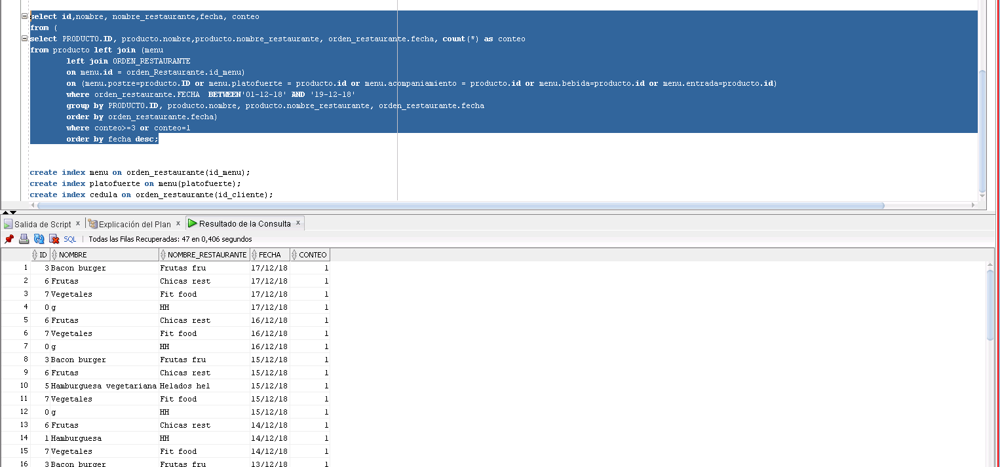 select id,nombre, nombre_restaurante,fecha, conteo
from (
select PRODUCTO.ID, producto.nombre,producto.nombre_restaurante, orden_restaurante.fecha, count(*) as conteo
from producto left join (menu
left join ORDEN_RESTAURANTE
on menu.id = orden_Restaurante.id_menu)
on (menu.postre=producto.ID or menu.platofuerte = producto.id or menu.acompaniamiento = producto.id or menu.bebida=producto.id or menu.entrada=producto.id)
where orden_restaurante.FECHA  BETWEEN'01-12-18' AND '19-12-18'
group by PRODUCTO.ID, producto.nombre, producto.nombre_restaurante, orden_restaurante.fecha
order by orden_restaurante.fecha)
where conteo>=3 or conteo=1
order by fecha desc;
create index menu on orden_restaurante(id_menu);
create index platofuerte on menu(platofuerte);
create index cedula on orden_restaurante(id_cliente);
Salida de Script x Explicación del Plan x Resultado de la Consulta x
SQL | Todas las Filas Recuperadas: 47 en 0,406 segundos
ID NOMBRE NOMBRE_RESTAURANTE FECHA CONTEO
1 3 Bacon burger Frutas fru 17/12/18 1
2 6 Frutas Chicas rest 17/12/18 1
3 7 Vegetales Fit food 17/12/18 1
4 0 g HH 17/12/18 1
5 6 Frutas Chicas rest 16/12/18 1
6 7 Vegetales Fit food 16/12/18 1
7 0 g HH 16/12/18 1
8 3 Bacon burger Frutas fru 15/12/18 1
9 6 Frutas Chicas rest 15/12/18 1
10 5 Hamburguesa vegetariana Helados hel 15/12/18 1
11 7 Vegetales Fit food 15/12/18 1
12 0 g HH 15/12/18 1
13 6 Frutas Chicas rest 14/12/18 1
14 1 Hamburguesa HH 14/12/18 1
15 7 Vegetales Fit food 14/12/18 1
16 3 Bacon burger Frutas fru 13/12/18 1